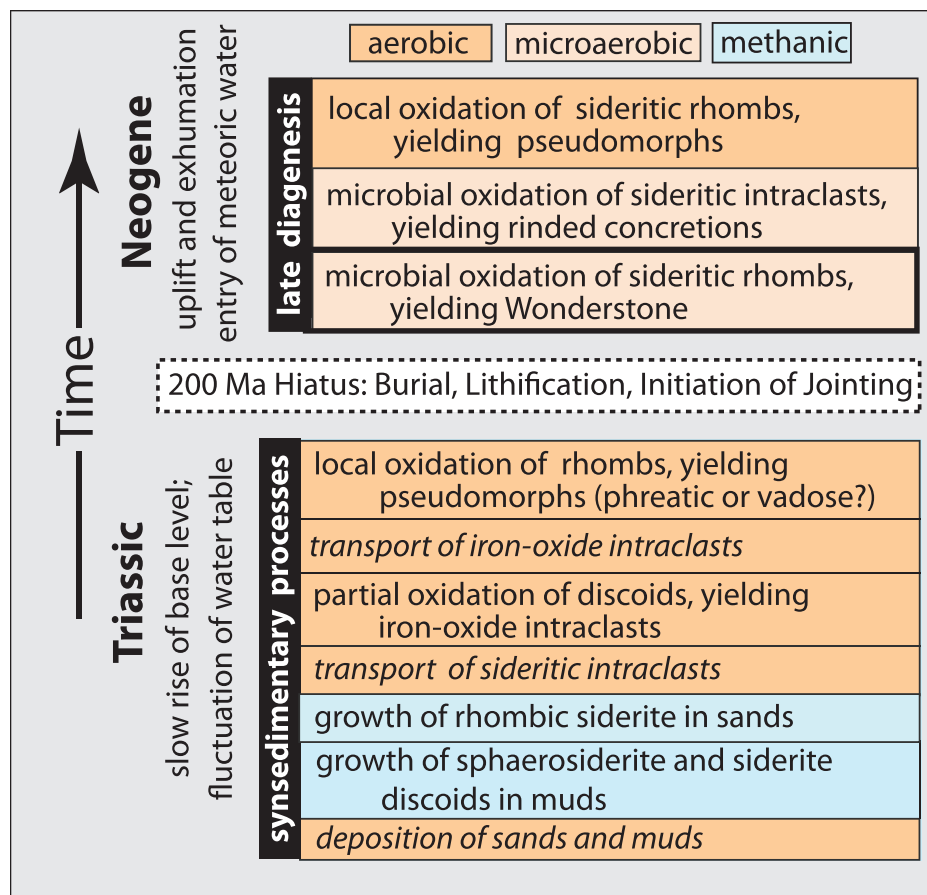 aerobic
microaerobic
methanic
Time
Neogene
uplift and exhumation
entry of meteoric water
late diagenesis
local oxidation of sideritic rhombs,
yielding pseudomorphs
microbial oxidation of sideritic intraclasts,
yielding rinded concretions
microbial oxidation of sideritic rhombs,
yielding Wonderstone
200 Ma Hiatus: Burial, Lithification, Initiation of Jointing
Triassic
slow rise of base level;
fluctuation of water table
synsedimentary processes
local oxidation of rhombs, yielding
pseudomorphs (phreatic or vadose?)
transport of iron-oxide intraclasts
partial oxidation of discoids, yielding
iron-oxide intraclasts
transport of sideritic intraclasts
growth of rhombic siderite in sands
growth of sphaerosiderite and siderite
discoids in muds
deposition of sands and muds